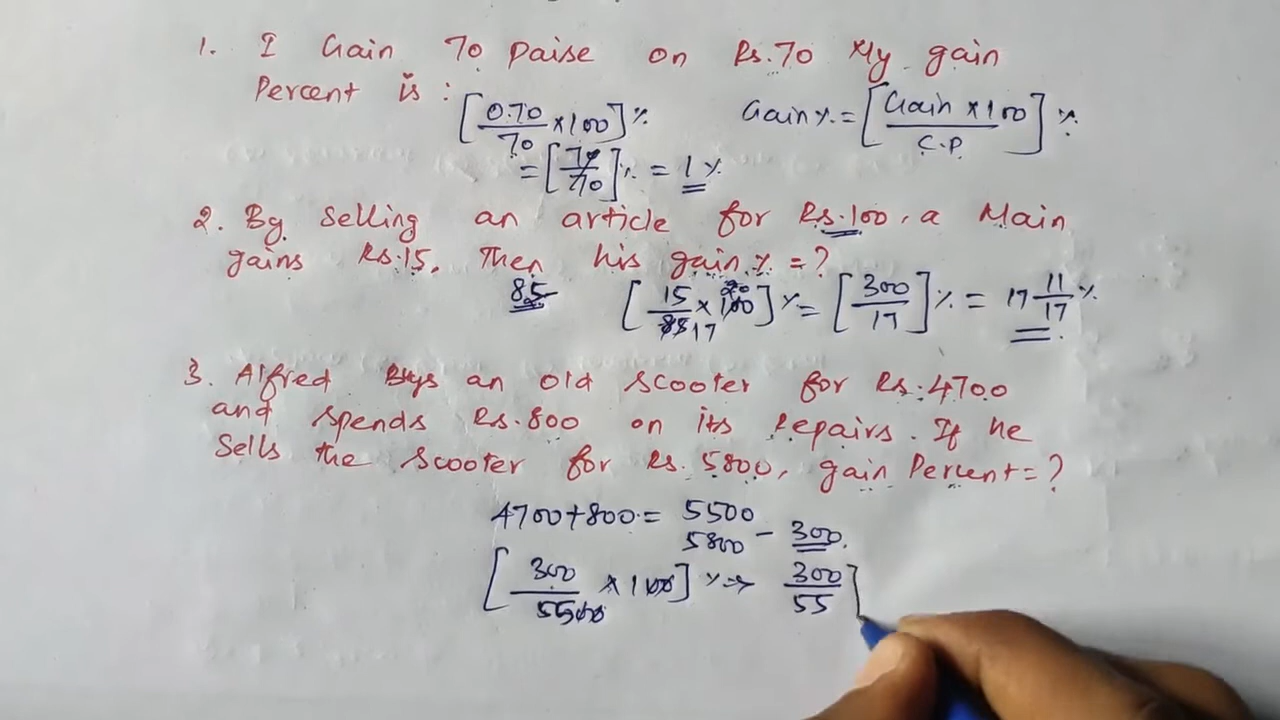 1. I Gain 70 Paise on Rs.70 My gain
Percent is :
[0.70/70 ×100]%
Gain% = [Gain ×100/C.P]%
= [70/70]% = 1%
2. By Selling an article for Rs.100, a Main
gains Rs.15. Then his gain% = ?
85
[15/85 17 × 100 20]% = [300/17]% = 17 11/17 %
3. Alfred Buys an old Scooter for Rs.4700
and spends Rs.800 on its Repairs. If he
Sells the Scooter for Rs. 5800, gain Percent = ?
4700+800 = 5500
5800 - 300.
[300/5500 ×100]% → 300/55]